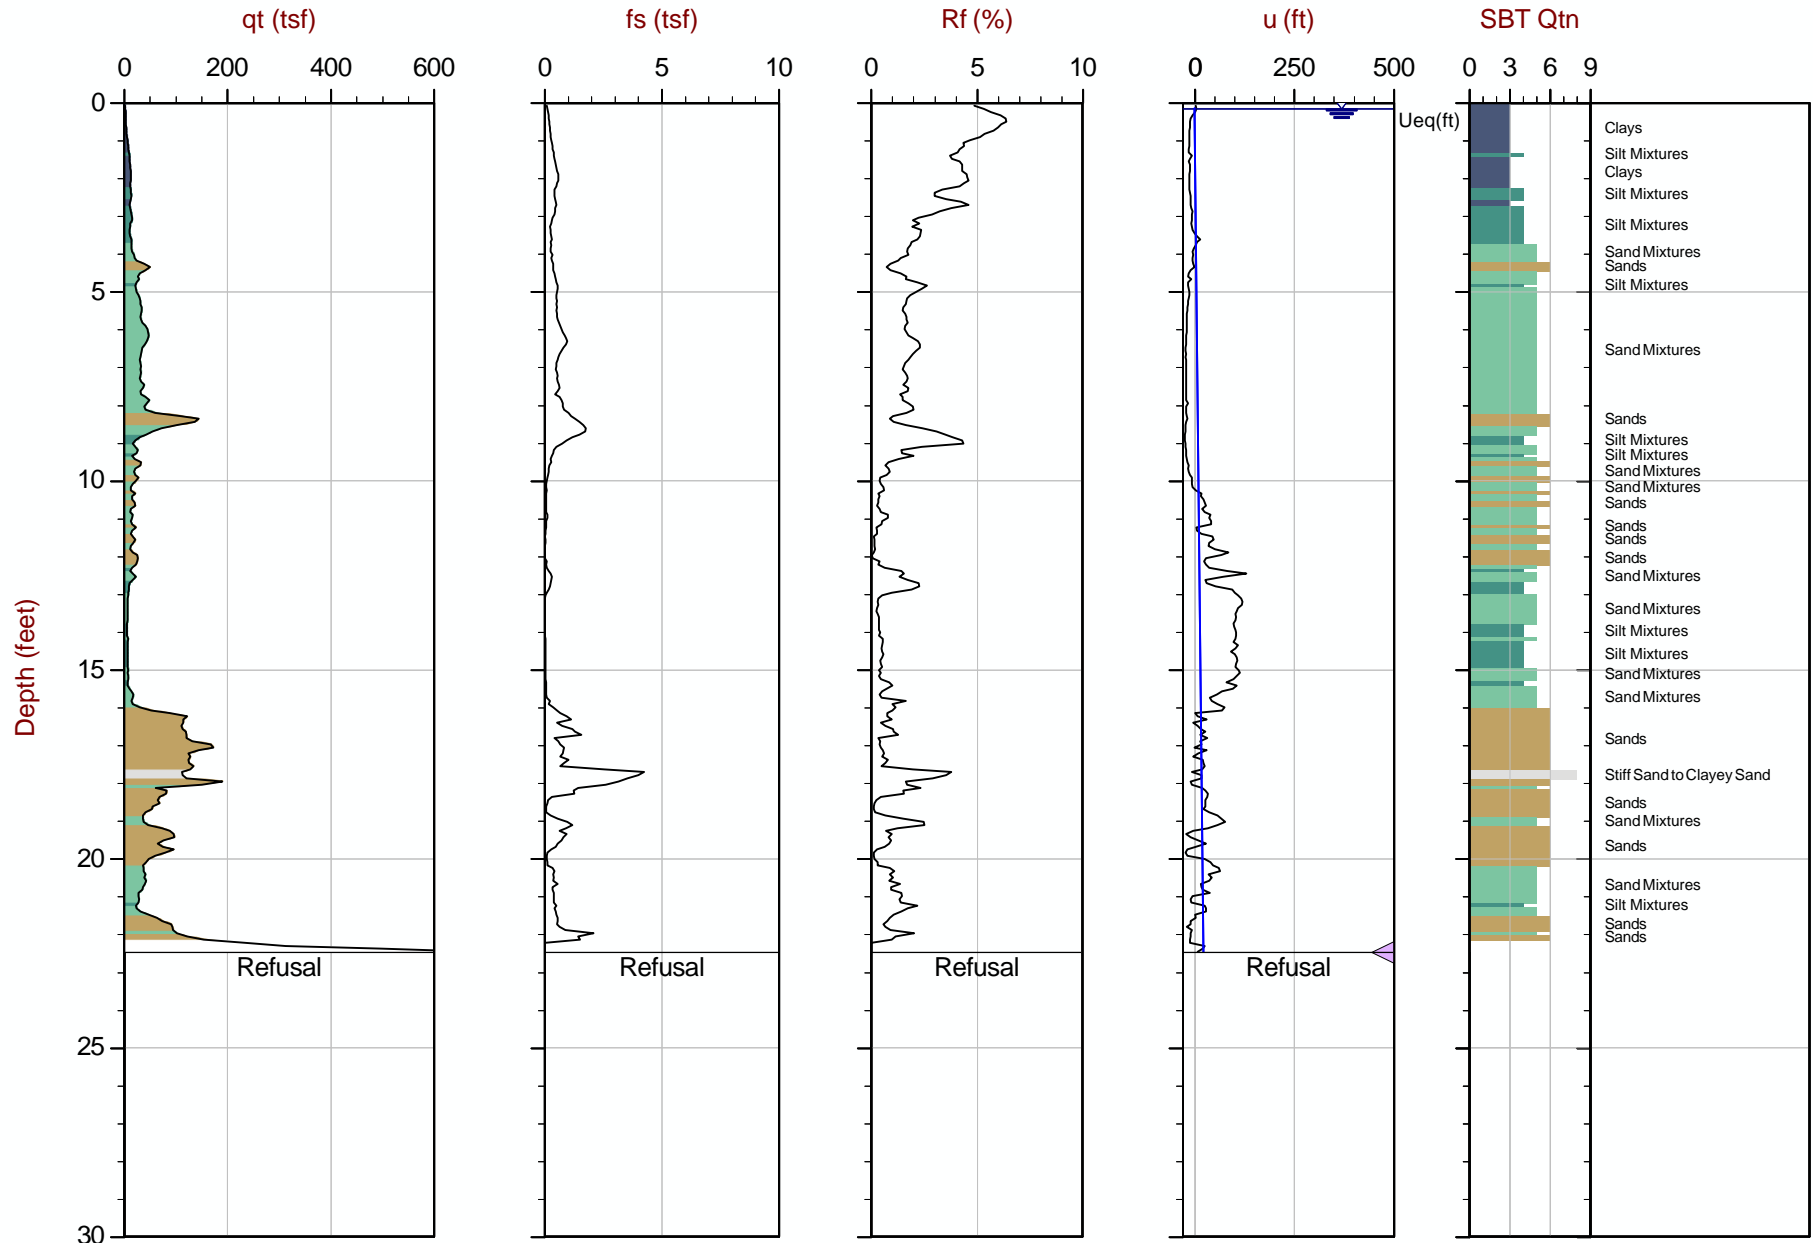 qt (tsf)
fs (tsf)
Rf (%)
u (ft)
SBT Qtn
0 200 400 600
0 5 10
0 5 10
0 250 500
0 3 6 9
0
5
10
15
20
25
30
Depth (feet)
Ueq(ft)
Clays
Silt Mixtures
Clays
Silt Mixtures
Silt Mixtures
Sand Mixtures
Sands
Silt Mixtures
Sand Mixtures
Sands
Silt Mixtures
Silt Mixtures
Sand Mixtures
Sand Mixtures
Sands
Sands
Sands
Sands
Sand Mixtures
Sand Mixtures
Silt Mixtures
Silt Mixtures
Sand Mixtures
Sand Mixtures
Sands
Stiff Sand to Clayey Sand
Sands
Sand Mixtures
Sands
Sand Mixtures
Silt Mixtures
Sands
Sands
Refusal
Refusal
Refusal
Refusal